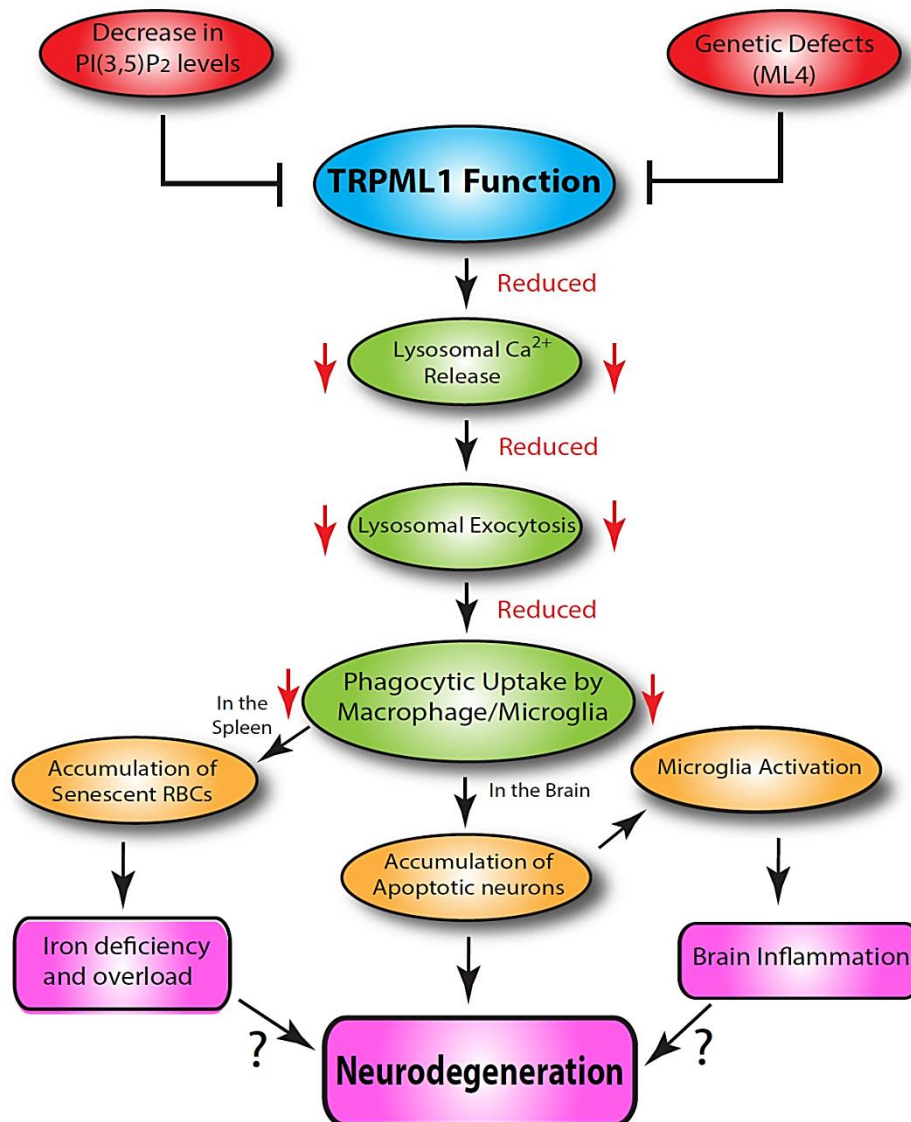 Decrease in
PI(3,5)P₂ levels
Genetic Defects
(ML4)
TRPML1 Function
Reduced
Lysosomal Ca²⁺
Release
Reduced
Lysosomal Exocytosis
Reduced
Phagocytic Uptake by
Macrophage/Microglia
In the
Spleen
Accumulation of
Senescent RBCs
In the Brain
Microglia Activation
Accumulation of
Apoptotic neurons
Iron deficiency
and overload
Brain Inflammation
?
?
Neurodegeneration